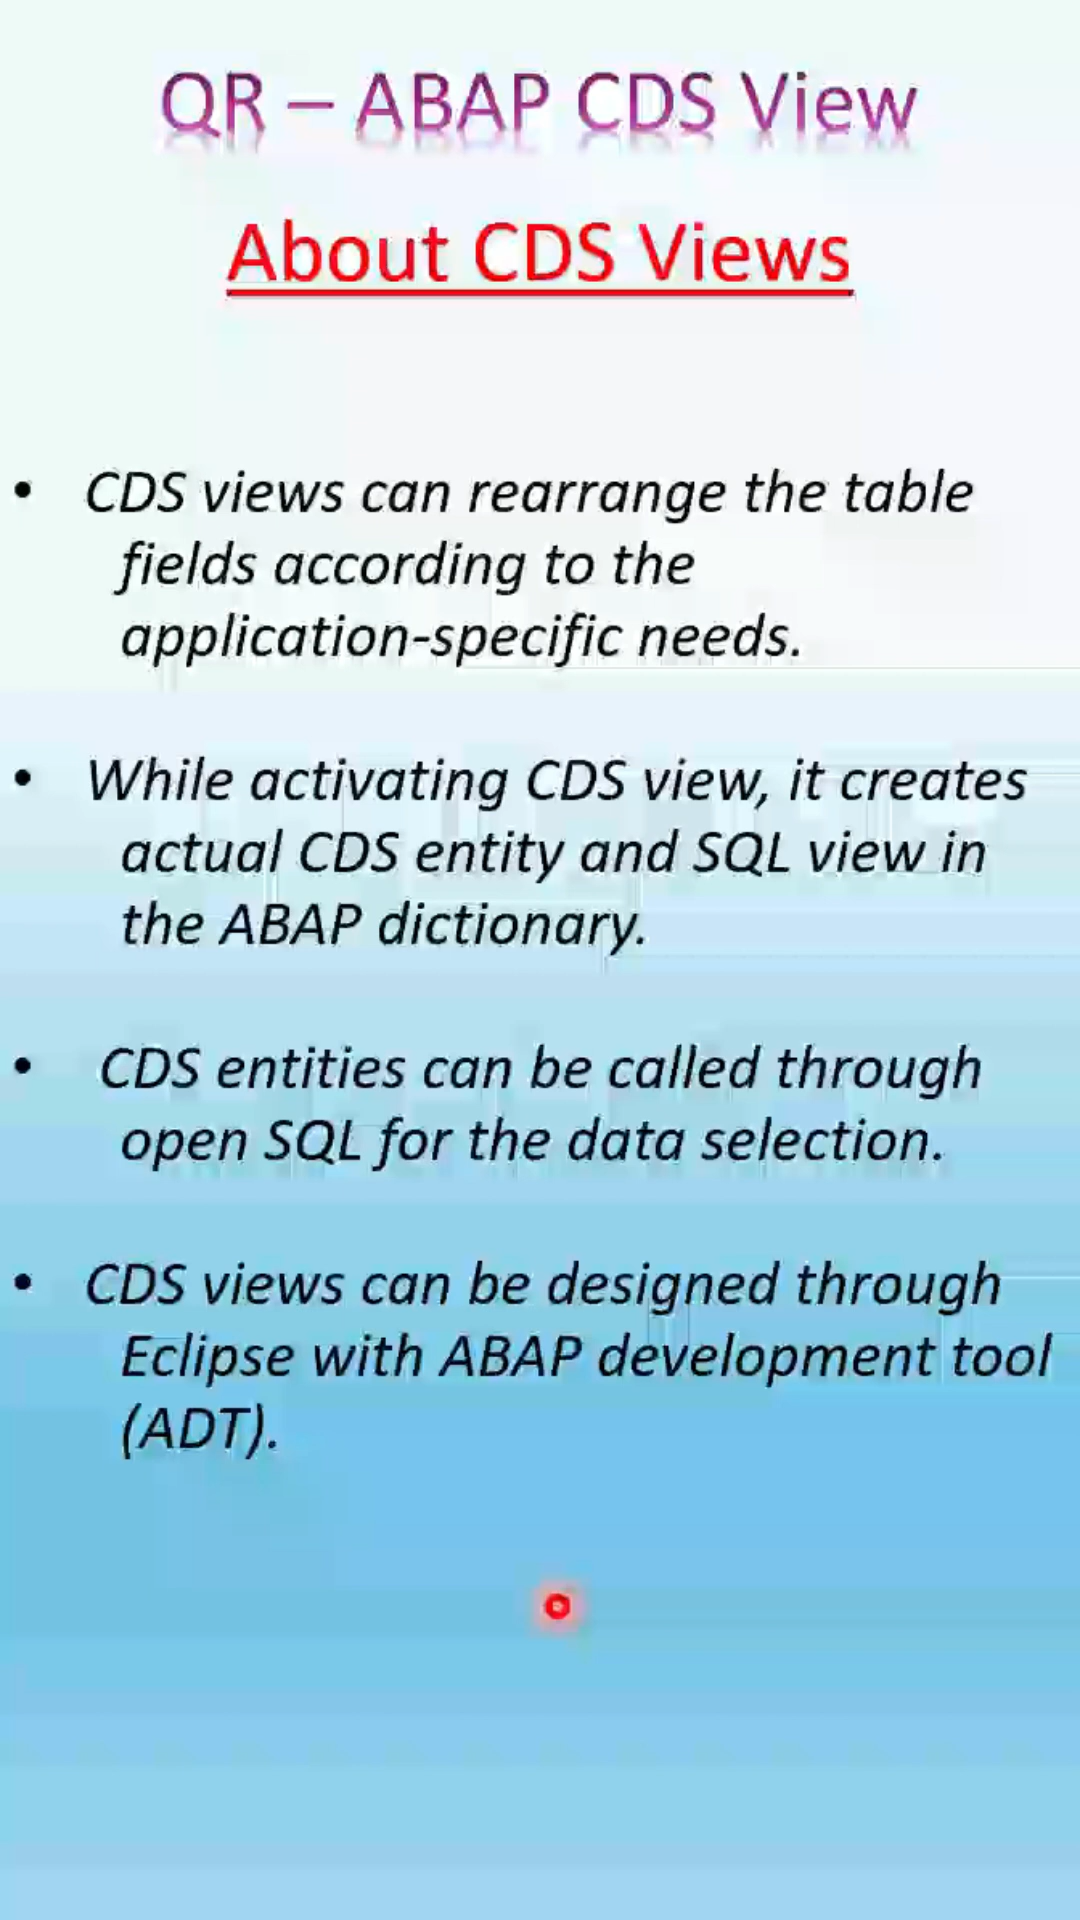 QR – ABAP CDS View
About CDS Views
• CDS views can rearrange the table
fields according to the
application-specific needs.
• While activating CDS view, it creates
actual CDS entity and SQL view in
the ABAP dictionary.
• CDS entities can be called through
open SQL for the data selection.
• CDS views can be designed through
Eclipse with ABAP development tool
(ADT).